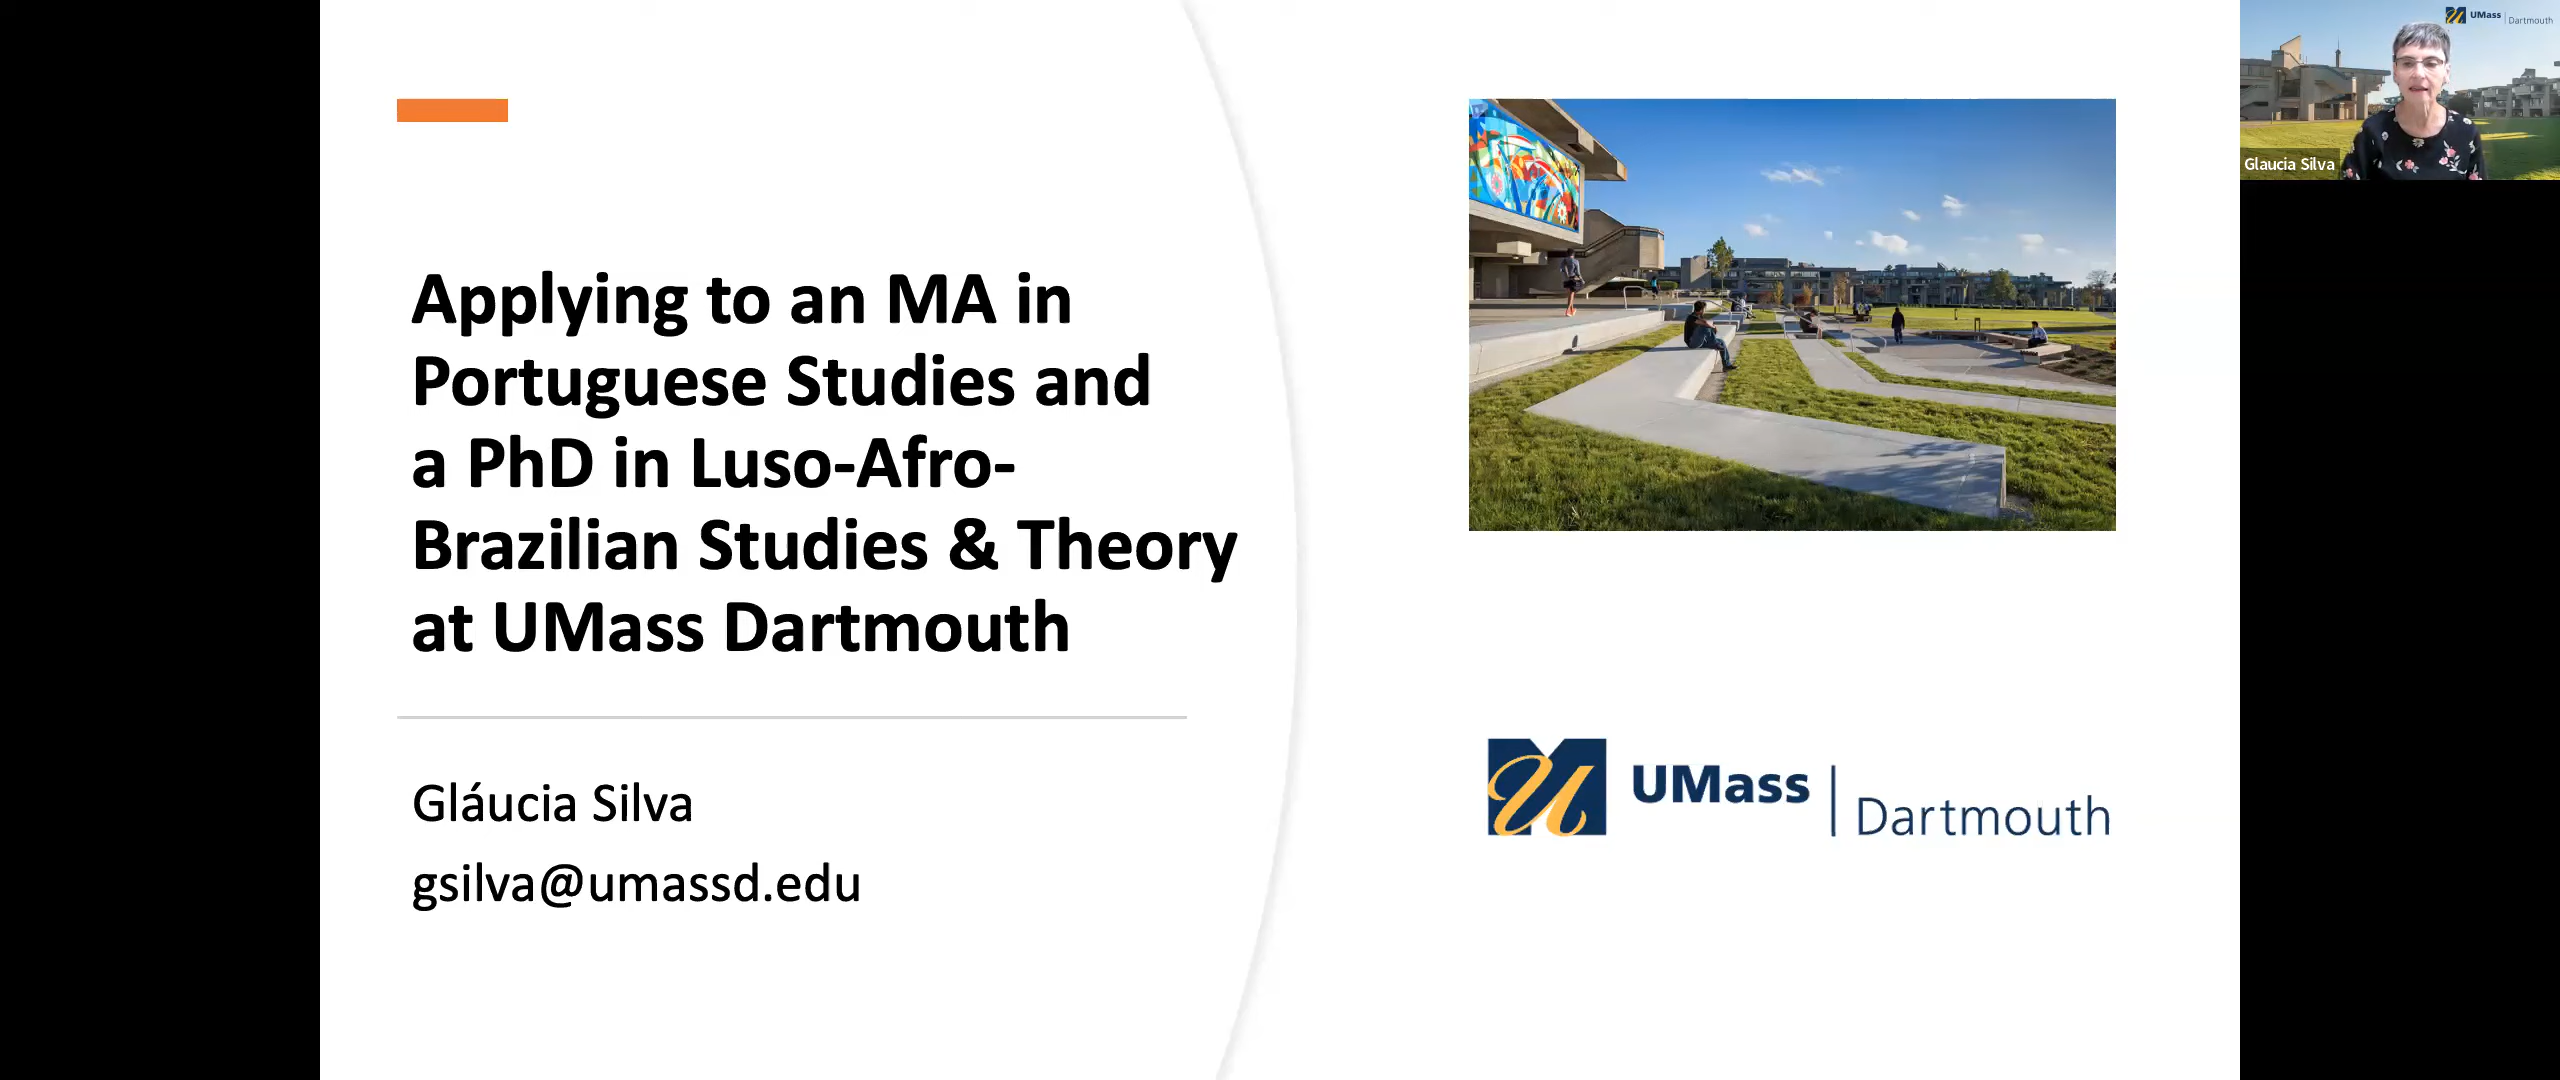 Applying to an MA in
Portuguese Studies and
a PhD in Luso-Afro-
Brazilian Studies & Theory
at UMass Dartmouth
Gláucia Silva
gsilva@umassd.edu
UMass | Dartmouth
UMass | Dartmouth
Glaucia Silva